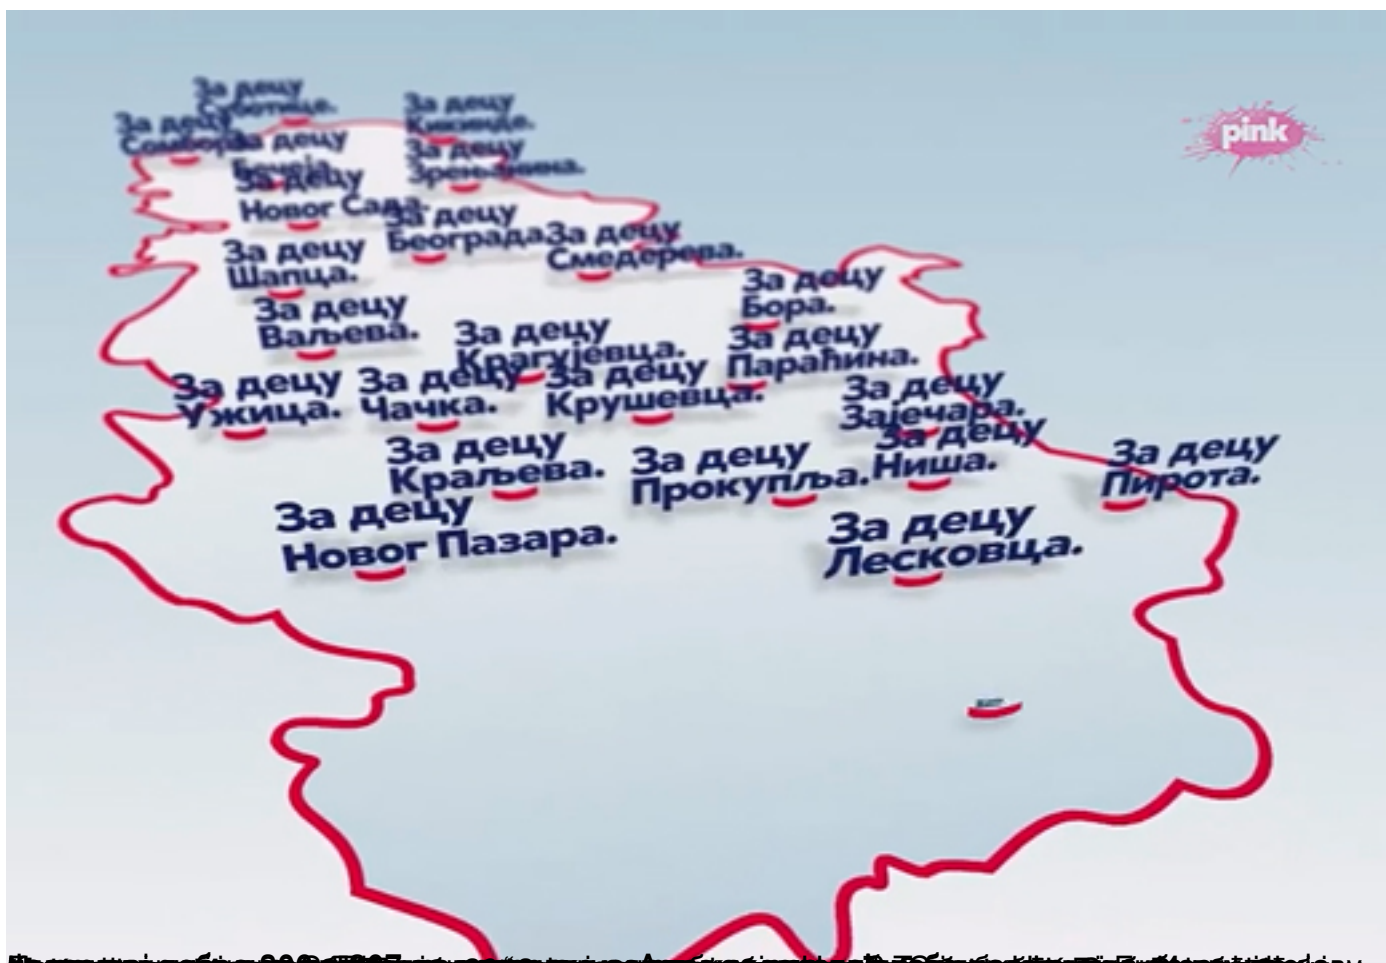 За децу
Суботице.
За децу
Кикинде.
За децу
Сомбора.
За децу
Бечеја.
За децу
Зрењанина.
За децу
Новог Сада.
За децу
Београда.
За децу
Смедерева.
За децу
Шапца.
За децу
Бора.
За децу
Ваљева.
За децу
Крагујевца.
За децу
Параћина.
За децу
Ужица.
За децу
Чачка.
За децу
Крушевца.
За децу
Зајечара.
За децу
Ниша.
За децу
Краљева.
За децу
Прокупља.
За децу
Пирота.
За децу
Новог Пазара.
За децу
Лесковца.
pink